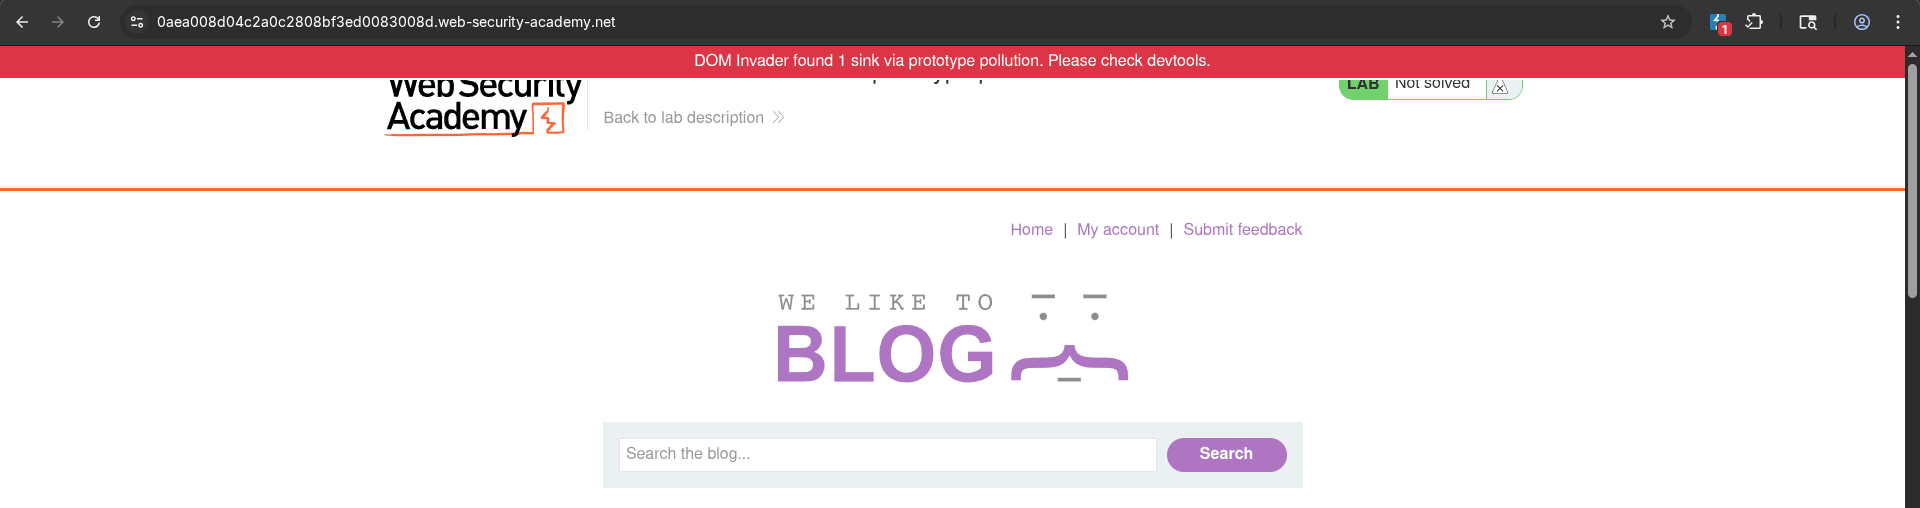 0aea008d04c2a0c2808bf3ed0083008d.web-security-academy.net
1
DOM Invader found 1 sink via prototype pollution. Please check devtools.
Web Security
Academy
LAB
Not solved
Back to lab description
Home | My account | Submit feedback
WE LIKE TO
BLOG
Search the blog...
Search